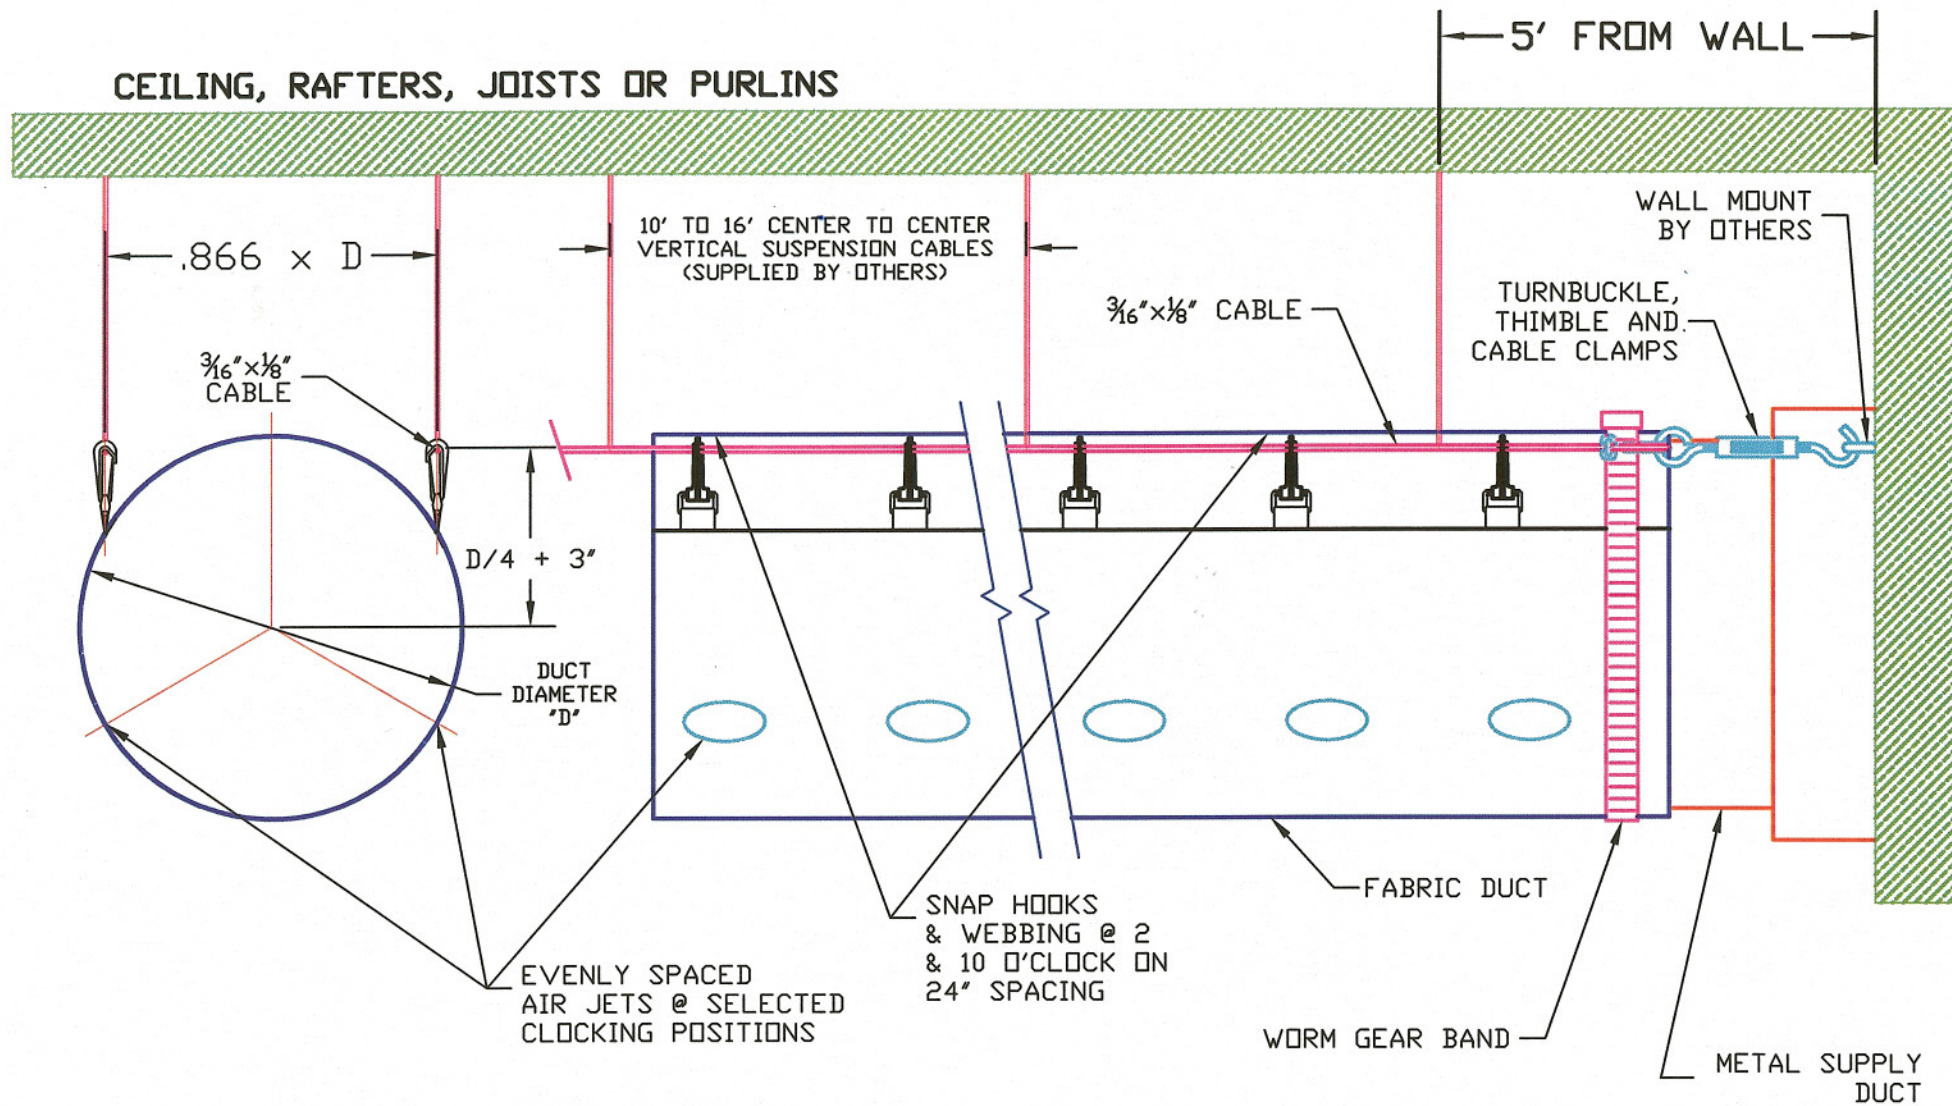 5' FROM WALL
CEILING, RAFTERS, JOISTS OR PURLINS
10' TO 16' CENTER TO CENTER
VERTICAL SUSPENSION CABLES
(SUPPLIED BY OTHERS)
.866 x D
WALL MOUNT
BY OTHERS
TURNBUCKLE,
THIMBLE AND
CABLE CLAMPS
3/16"x1/8" CABLE
3/16"x1/8"
CABLE
D/4 + 3"
DUCT
DIAMETER
"D"
FABRIC DUCT
SNAP HOOKS
& WEBBING @ 2
& 10 O'CLOCK ON
24" SPACING
EVENLY SPACED
AIR JETS @ SELECTED
CLOCKING POSITIONS
WORM GEAR BAND
METAL SUPPLY
DUCT